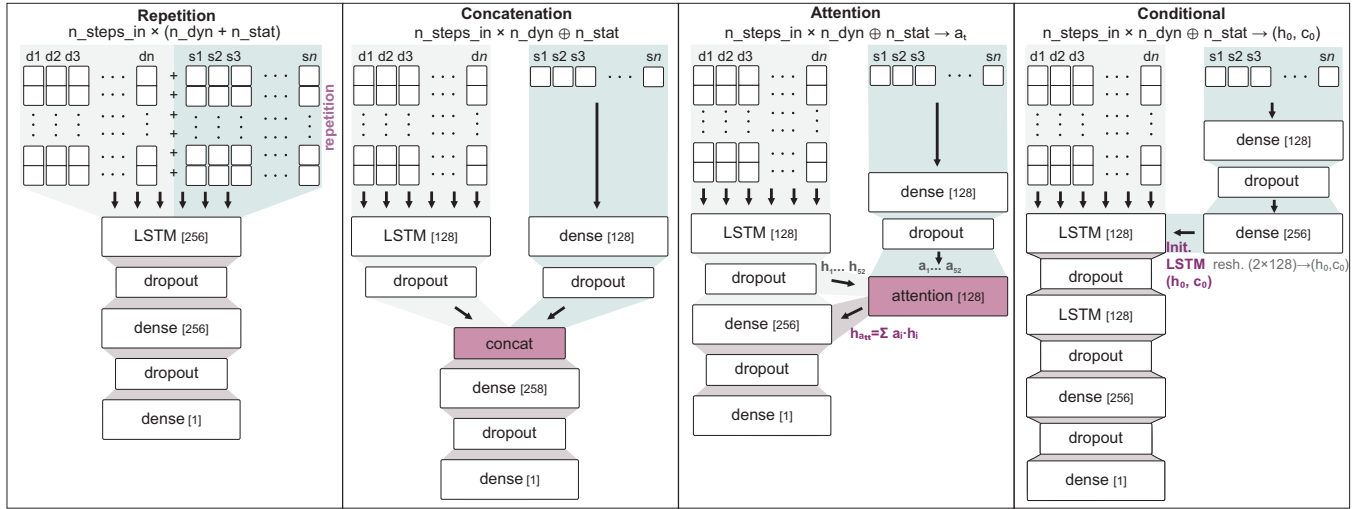 Repetition
n_steps_in × (n_dyn + n_stat)
d1 d2 d3 dn s1 s2 s3 sn
+
+
+
+
+
+
repetition
LSTM [256]
dropout
dense [256]
dropout
dense [1]
Concatenation
n_steps_in × n_dyn ⊕ n_stat
d1 d2 d3 dn s1 s2 s3 sn
LSTM [128] dense [128]
dropout dropout
concat
dense [258]
dropout
dense [1]
Attention
n_steps_in × n_dyn ⊕ n_stat → aₜ
d1 d2 d3 dn s1 s2 s3 sn
dense [128]
LSTM [128] dropout
h₁... h₅₂ a₁... a₅₂
dropout attention [128]
dense [256] hₐₜₜ=Σ aᵢ·hᵢ
dropout
dense [1]
Conditional
n_steps_in × n_dyn ⊕ n_stat → (h₀, c₀)
d1 d2 d3 dn s1 s2 s3 sn
dense [128]
dropout
LSTM [128] dense [256]
Init.
LSTM resh. (2×128)→(h₀,c₀)
(h₀, c₀)
dropout
LSTM [128]
dropout
dense [256]
dropout
dense [1]